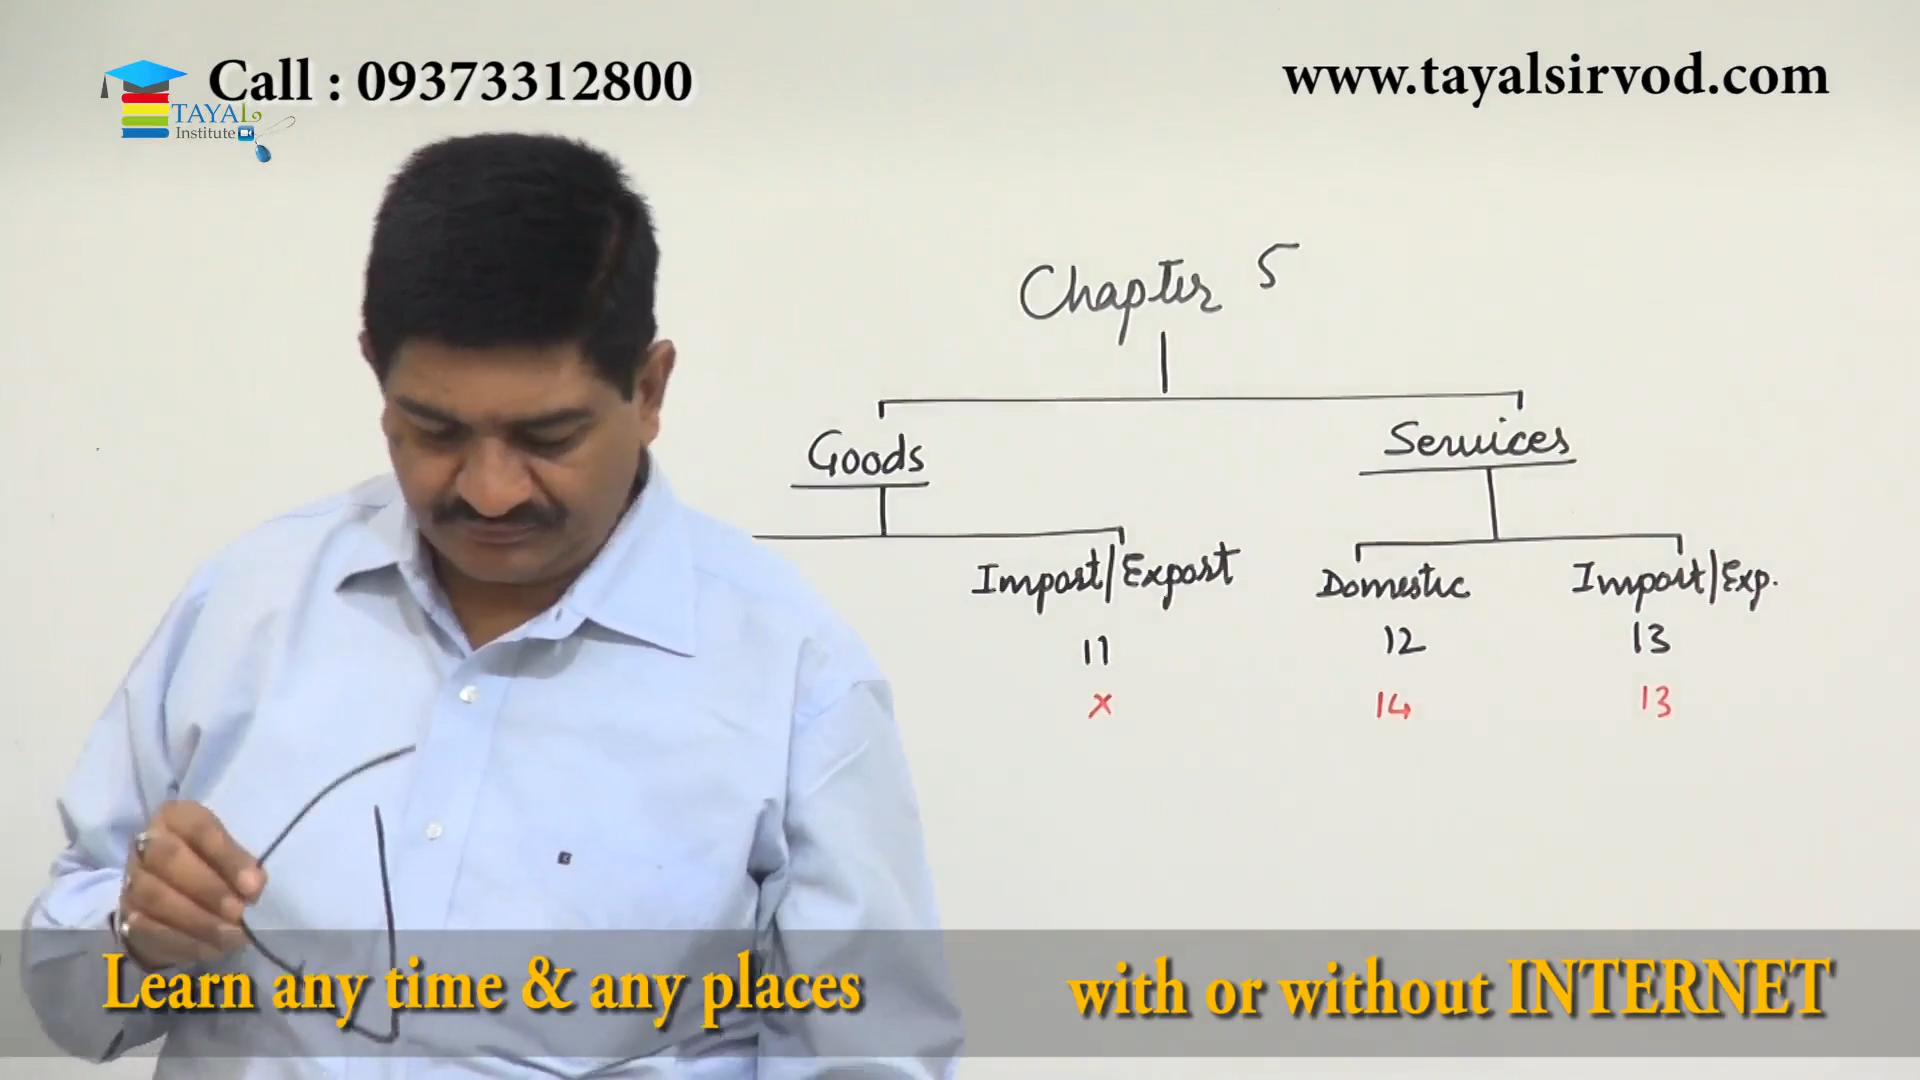 Call : 09373312800
www.tayalsirvod.com
TAYAL
Institute
Chapter 5
Goods
Services
Import/Export
Domestic
Import/Exp.
11
12
13
x
14
13
Learn any time & any places
with or without INTERNET